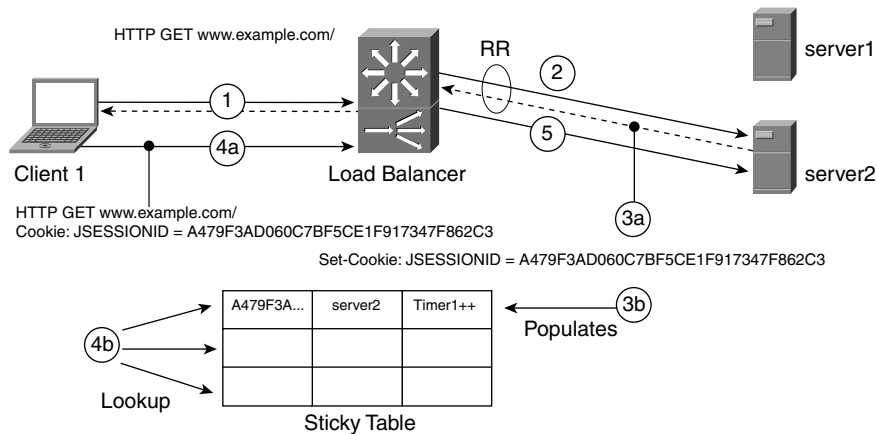 HTTP GET www.example.com/
RR
2
server1
1
4a
5
Client 1
Load Balancer
server2
3a
HTTP GET www.example.com/
Cookie: JSESSIONID = A479F3AD060C7BF5CE1F917347F862C3
Set-Cookie: JSESSIONID = A479F3AD060C7BF5CE1F917347F862C3
A479F3A... server2 Timer1++
3b
Populates
4b
Lookup
Sticky Table